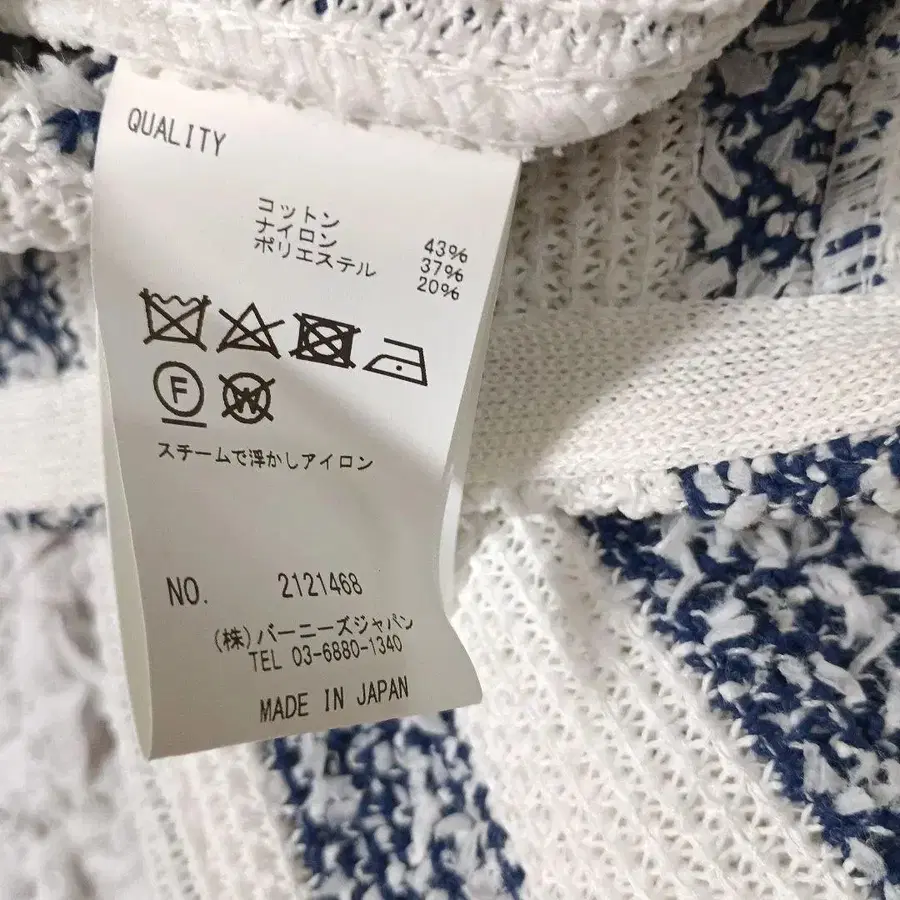 QUALITY
コットン 43%
ナイロン 37%
ポリエステル 20%
F W
スチームで浮かしアイロン
NO. 2121468
(株)バーニーズジャパン
TEL 03-6880-1340
MADE IN JAPAN